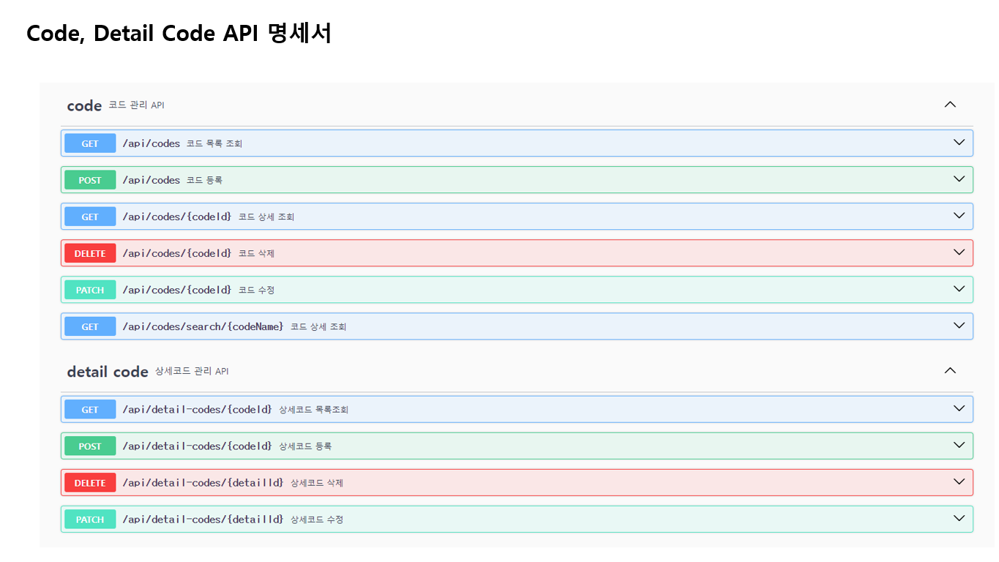 Code, Detail Code API 명세서
code 코드 관리 API
GET /api/codes 코드 목록 조회
POST /api/codes 코드 등록
GET /api/codes/{codeId} 코드 상세 조회
DELETE /api/codes/{codeId} 코드 삭제
PATCH /api/codes/{codeId} 코드 수정
GET /api/codes/search/{codeName} 코드 상세 조회
detail code 상세코드 관리 API
GET /api/detail-codes/{codeId} 상세코드 목록조회
POST /api/detail-codes/{codeId} 상세코드 등록
DELETE /api/detail-codes/{detailId} 상세코드 삭제
PATCH /api/detail-codes/{detailId} 상세코드 수정